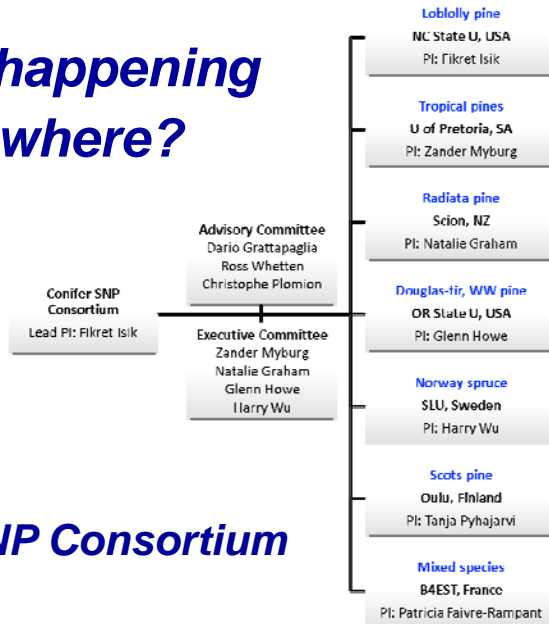 happening
where?
Conifer SNP
Consortium
Lead PI: Fikret Isik
Advisory Committee
Dario Grattapaglia
Ross Whetten
Christophe Plomion
Executive Committee
Zander Myburg
Natalie Graham
Glenn Howe
Harry Wu
Loblolly pine
NC State U, USA
PI: Fikret Isik
Tropical pines
U of Pretoria, SA
PI: Zander Myburg
Radiata pine
Scion, NZ
PI: Natalie Graham
Douglas-fir, WW pine
OR State U, USA
PI: Glenn Howe
Norway spruce
SLU, Sweden
PI: Harry Wu
Scots pine
Oulu, Finland
PI: Tanja Pyhajarvi
Mixed species
B4EST, France
PI: Patricia Faivre-Rampant
NP Consortium